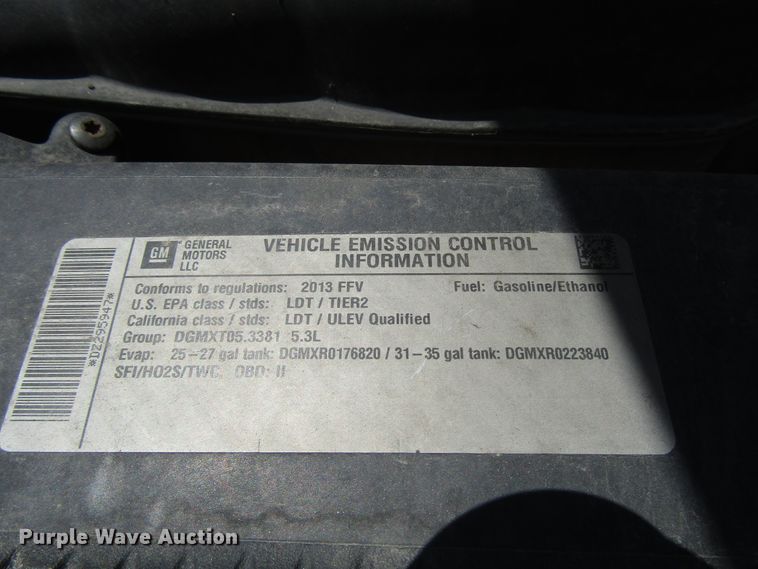 GM
GENERAL
MOTORS
LLC
VEHICLE EMISSION CONTROL
INFORMATION
Conforms to regulations: 2013 FFV Fuel: Gasoline/Ethanol
U.S. EPA class / stds: LDT / TIER2
California class / stds: LDT / ULEV Qualified
Group: DGMXT05.3381 5.3L
Evap: 25-27 gal tank: DGMXR0176820 / 31-35 gal tank: DGMXR0223840
SFI/HO2S/TWC OBD: II
*DZ295947*
Purple Wave Auction